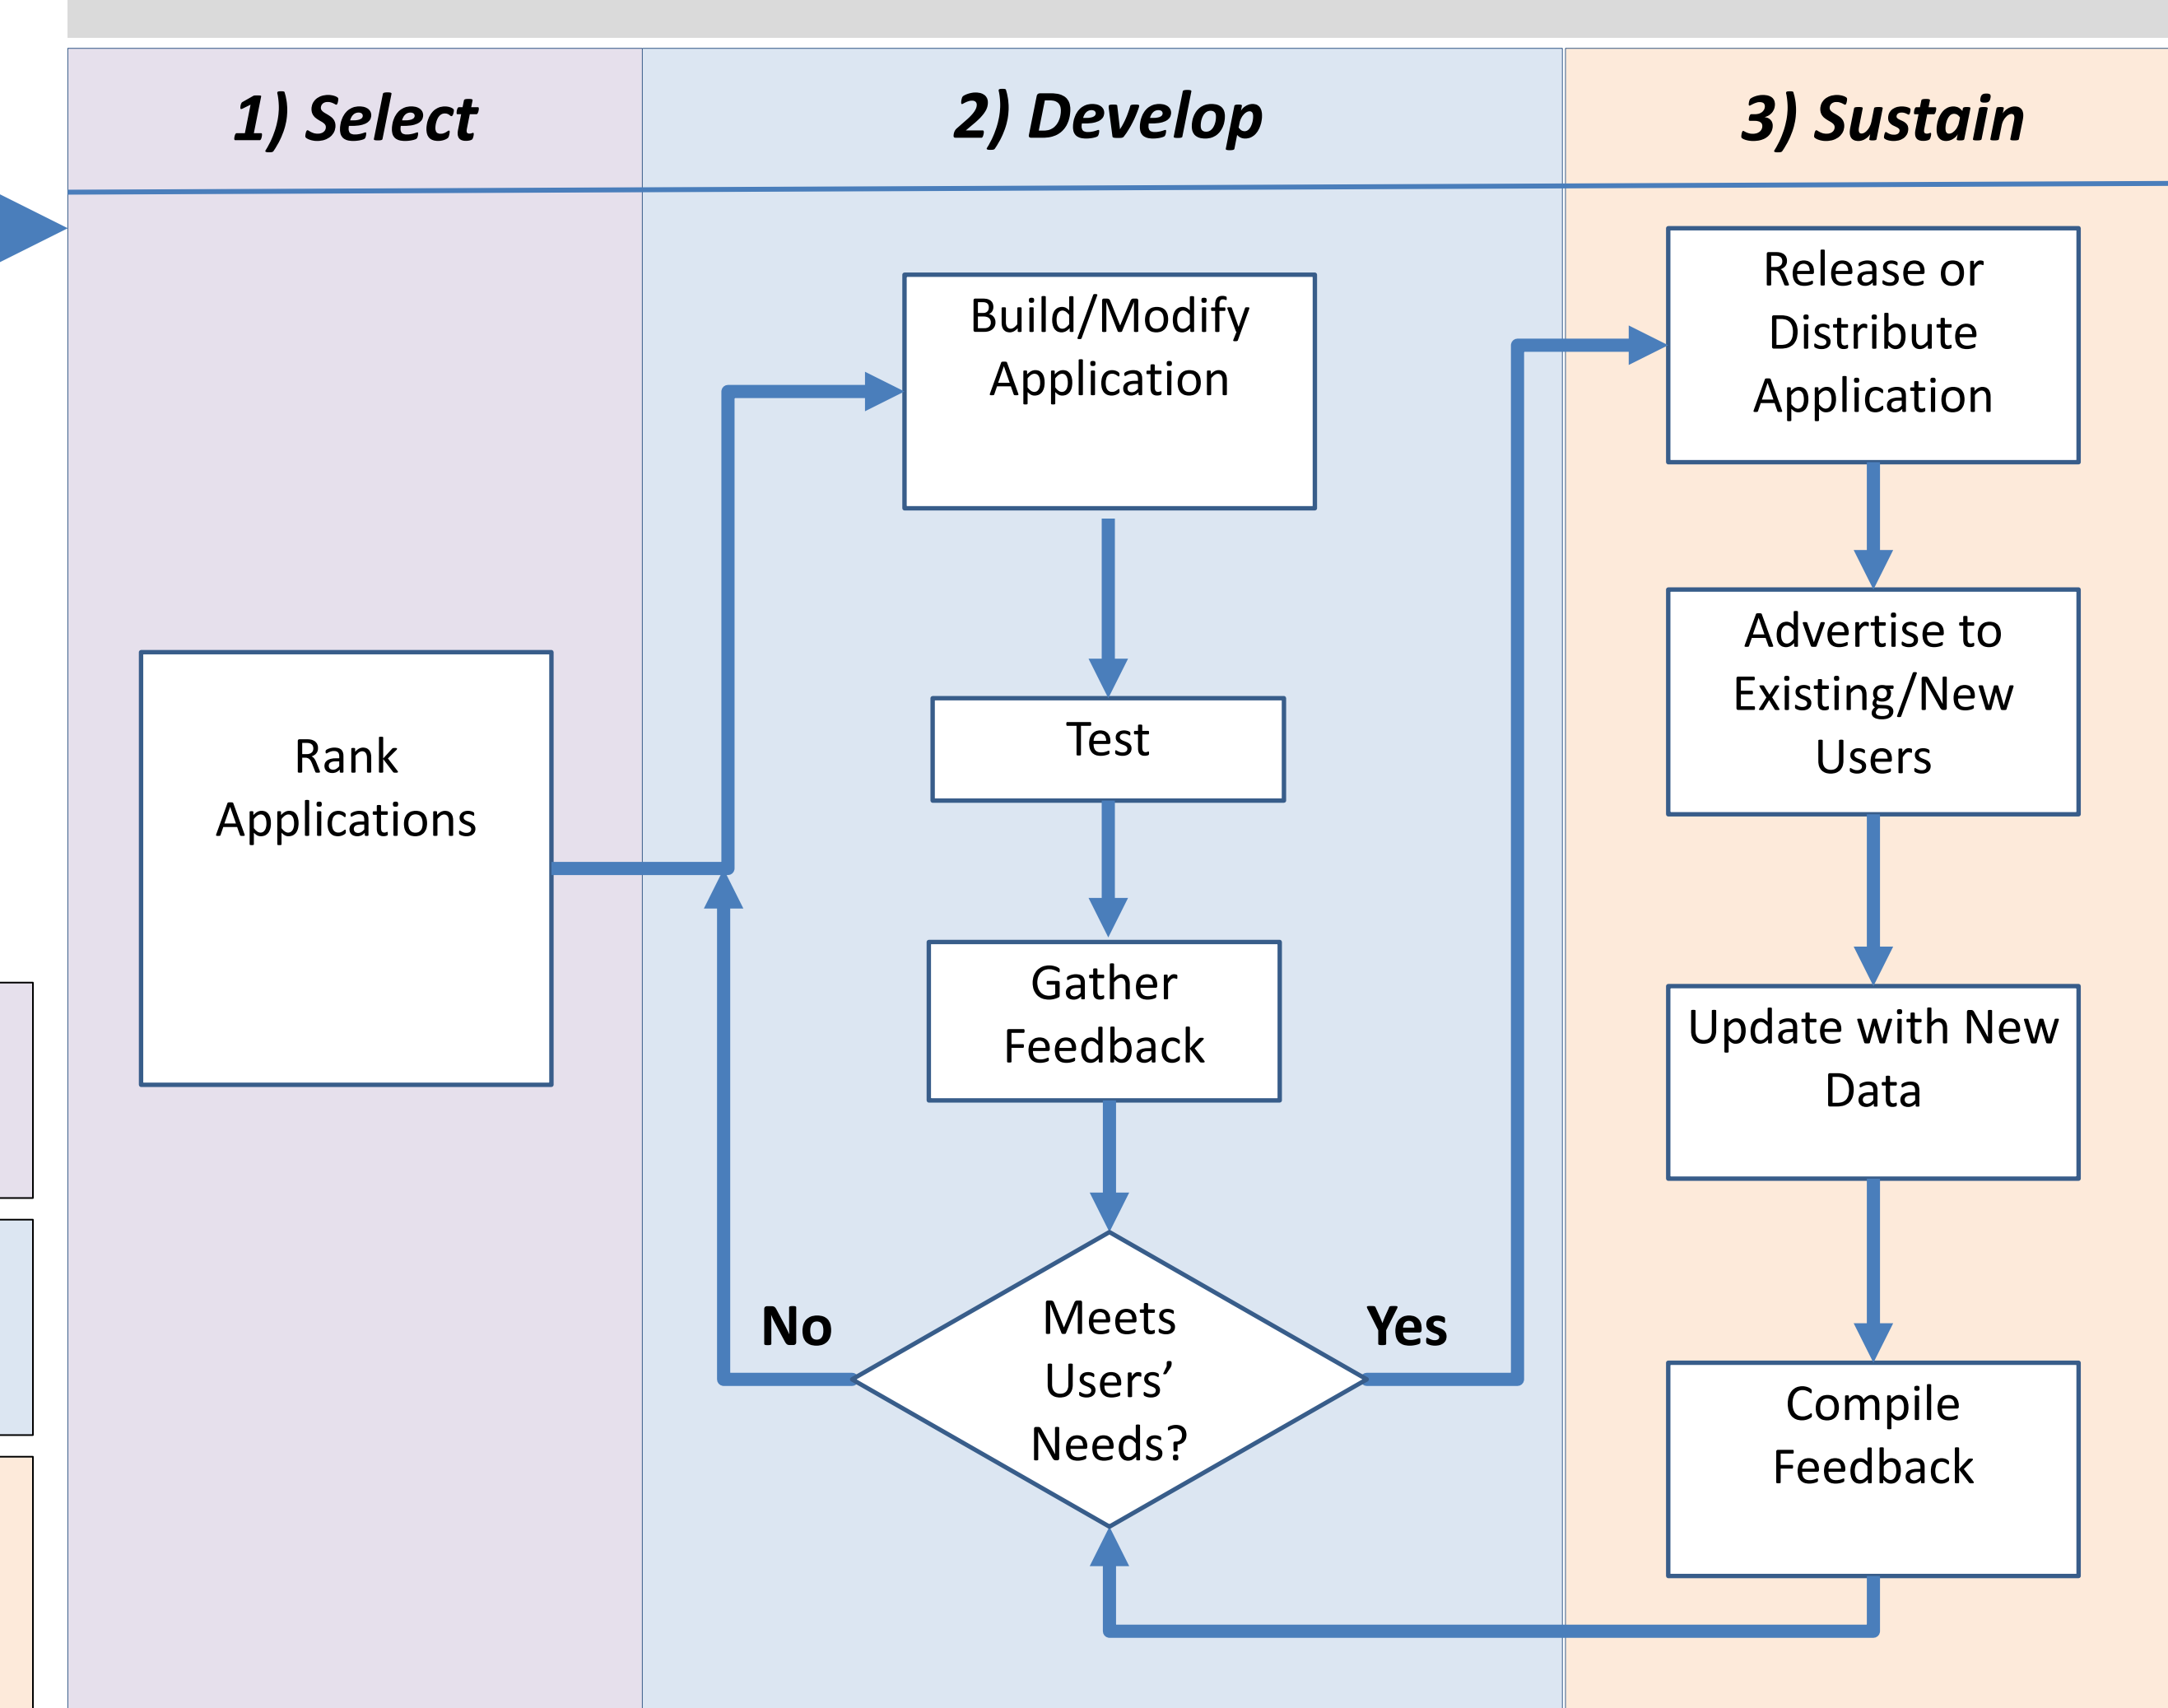 1) Select
2) Develop
3) Sustain
Rank
Applications
Build/Modify
Application
Test
Gather
Feedback
Meets
Users’
Needs?
No
Yes
Release or
Distribute
Application
Advertise to
Existing/New
Users
Update with New
Data
Compile
Feedback